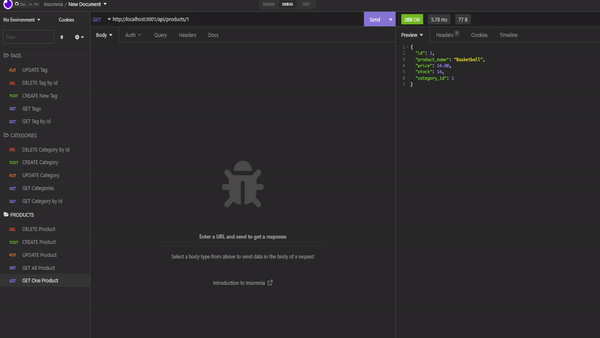 Insomnia / New Document
DESIGN DEBUG TEST
No Environment Cookies
Filter
TAGS
PUT UPDATE Tag
DEL DELETE Tag by Id
POST CREATE New Tag
GET GET Tags
GET GET Tag by Id
CATEGORIES
DEL DELETE Category by Id
POST CREATE Category
PUT UPDATE Category
GET GET Categories
GET GET Category by id
PRODUCTS
DEL DELETE Product
POST CREATE Product
PUT UPDATE Product
GET GET All Product
GET GET One Product
GET http://localhost:3001/api/products/1 Send
Body Auth Query Headers Docs
Enter a URL and send to get a response
Select a body type from above to send data in the body of a request
Introduction to Insomnia
200 OK 5.78 ms 77 B
Preview Headers Cookies Timeline
1 {
2 "id": 1,
3 "product_name": "Basketball",
4 "price": 14.00,
5 "stock": 14,
6 "category_id": 1
7 }